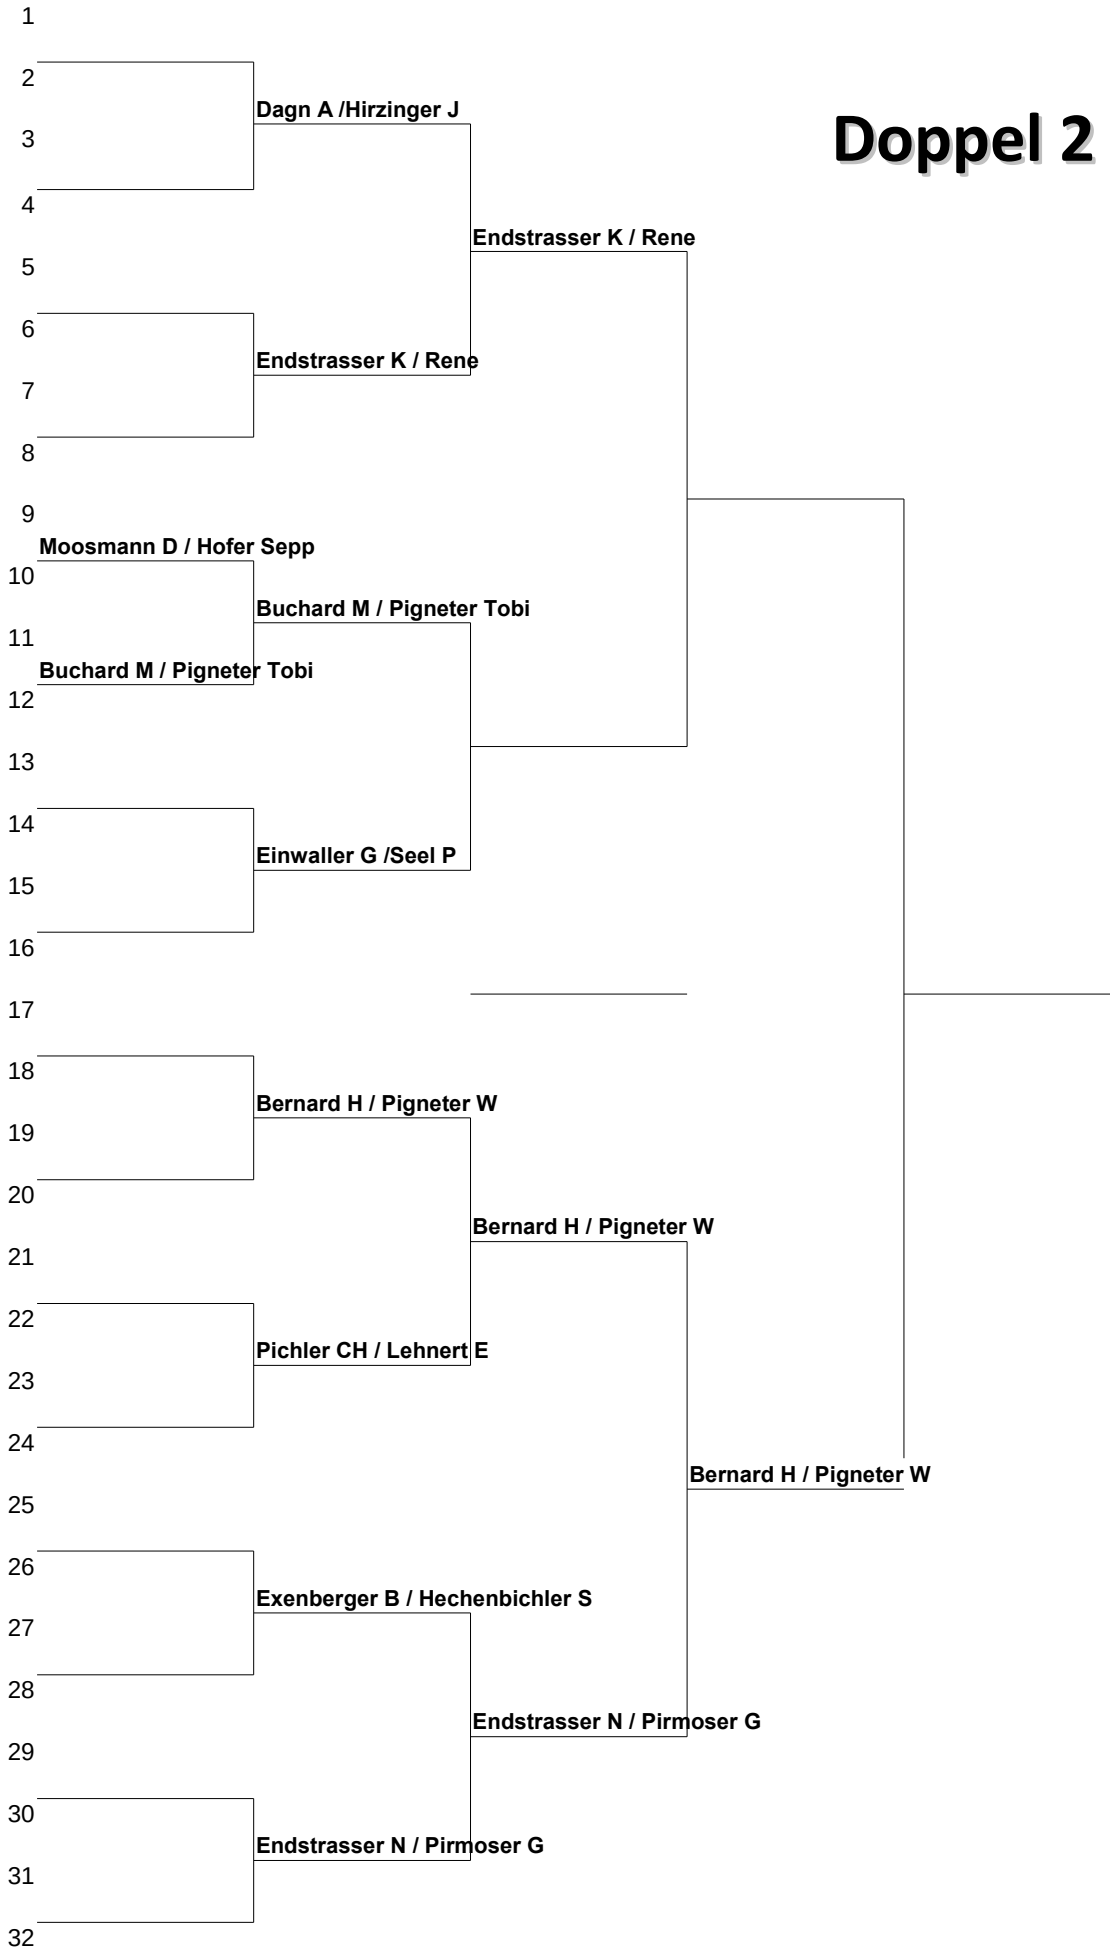 1
2
Dagn A /Hirzinger J
Doppel 2
3
4
Endstrasser K / Rene
5
6
Endstrasser K / Rene
7
8
9
Moosmann D / Hofer Sepp
10
Buchard M / Pigneter Tobi
11
Buchard M / Pigneter Tobi
12
13
14
Einwaller G /Seel P
15
16
17
18
Bernard H / Pigneter W
19
20
Bernard H / Pigneter W
21
22
Pichler CH / Lehnert E
23
24
Bernard H / Pigneter W
25
26
Exenberger B / Hechenbichler S
27
28
Endstrasser N / Pirmoser G
29
30
Endstrasser N / Pirmoser G
31
32